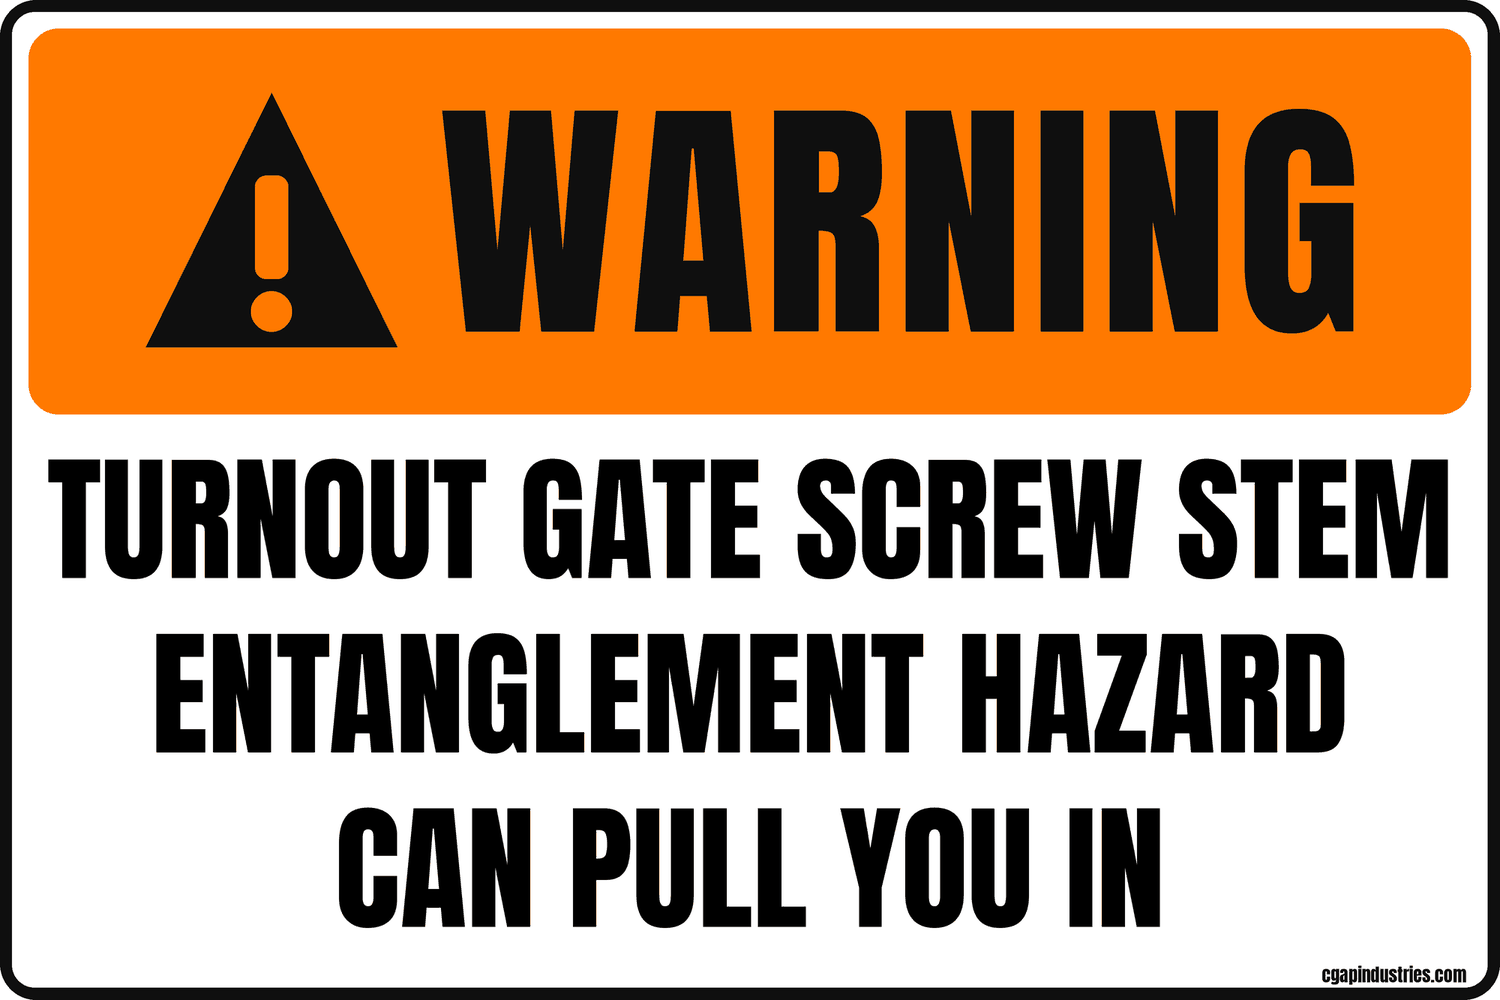 WARNING
TURNOUT GATE SCREW STEM
ENTANGLEMENT HAZARD
CAN PULL YOU IN
cgapindustries.com